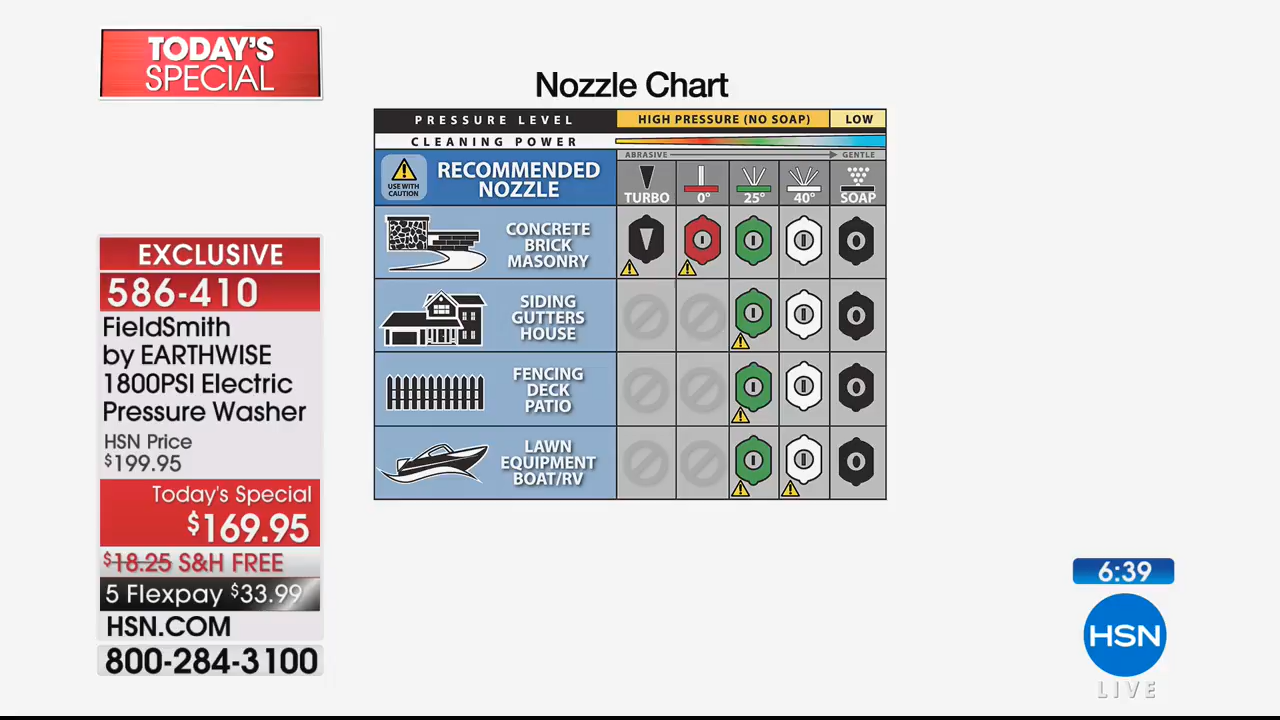 TODAY'S
SPECIAL
Nozzle Chart
PRESSURE LEVEL
HIGH PRESSURE (NO SOAP)
LOW
CLEANING POWER
ABRASIVE
GENTLE
USE WITH
CAUTION
RECOMMENDED
NOZZLE
TURBO
0°
25°
40°
SOAP
CONCRETE
BRICK
MASONRY
SIDING
GUTTERS
HOUSE
FENCING
DECK
PATIO
LAWN
EQUIPMENT
BOAT/RV
EXCLUSIVE
586-410
FieldSmith
by EARTHWISE
1800PSI Electric
Pressure Washer
HSN Price
$199.95
Today's Special
$169.95
$18.25 S&H FREE
5 Flexpay $33.99
HSN.COM
800-284-3100
6:39
HSN
LIVE